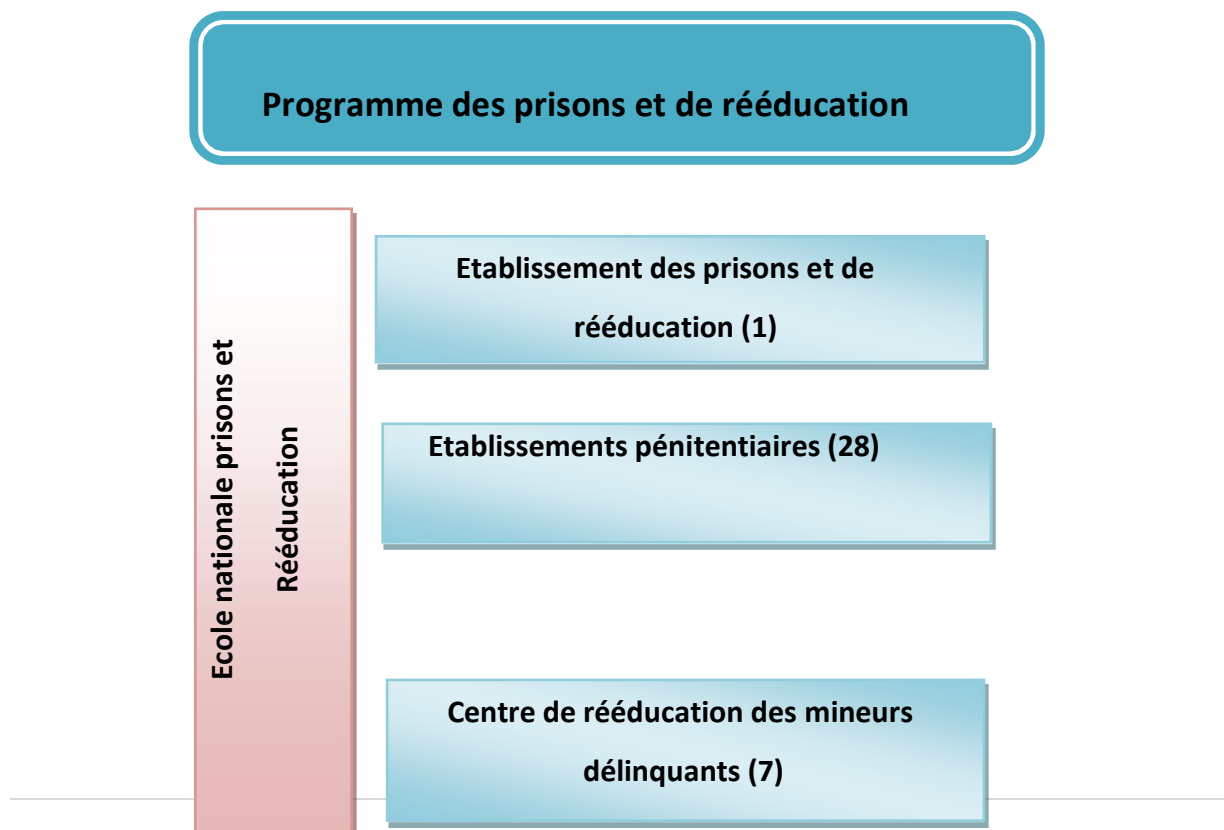 Programme des prisons et de rééducation
Ecole nationale prisons et
Rééducation
Etablissement des prisons et de
rééducation (1)
Etablissements pénitentiaires (28)
Centre de rééducation des mineurs
délinquants (7)